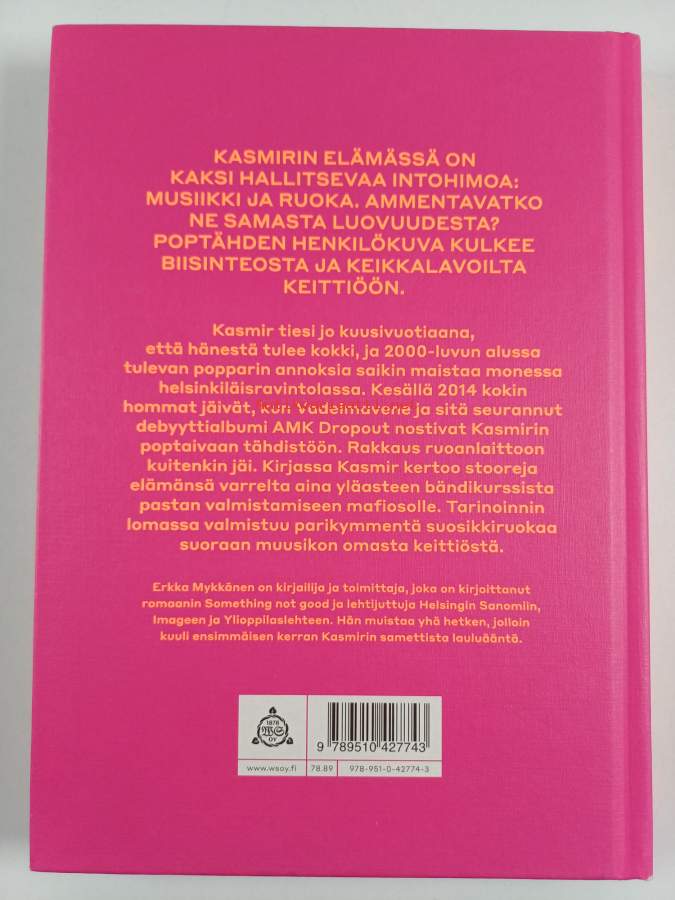 KASMIRIN ELÄMÄSSÄ ON
KAKSI HALLITSEVAA INTOHIMOA:
MUSIIKKI JA RUOKA. AMMENTAVATKO
NE SAMASTA LUOVUUDESTA?
POPTÄHDEN HENKILÖKUVA KULKEE
BIISINTEOSTA JA KEIKKALAVOILTA
KEITTIÖÖN.
Kasmir tiesi jo kuusivuotiaana,
että hänestä tulee kokki, ja 2000-luvun alussa
tulevan popparin annoksia saikin maistaa monessa
helsinkiläisravintolassa. Kesällä 2014 kokin
hommat jäivät, kun Vadelmavene ja sitä seurannut
debyyttialbumi AMK Dropout nostivat Kasmirin
poptaivaan tähdistöön. Rakkaus ruoanlaittoon
kuitenkin jäi. Kirjassa Kasmir kertoo stooreja
elämänsä varrelta aina yläasteen bändikurssista
pastan valmistamiseen mafiosolle. Tarinoinnin
lomassa valmistuu parikymmentä suosikkiruokaa
suoraan muusikon omasta keittiöstä.
Erkka Mykkänen on kirjailija ja toimittaja, joka on kirjoittanut
romaanin Something not good ja lehtijuttuja Helsingin Sanomiin,
Imageen ja Ylioppilaslehteen. Hän muistaa yhä hetken, jolloin
kuuli ensimmäisen kerran Kasmirin samettista lauluääntä.
1878
WS
OY
9 789510 427743
www.wsoy.fi 78.89 978-951-0-42774-3